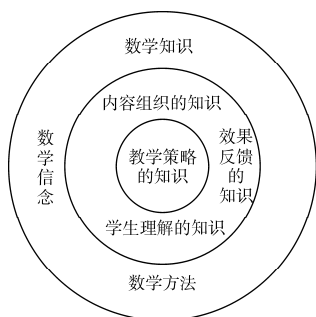 数学知识
内容组织的知识
数学信念
教学策略
的知识
效果
反馈
的
知识
学生理解的知识
数学方法